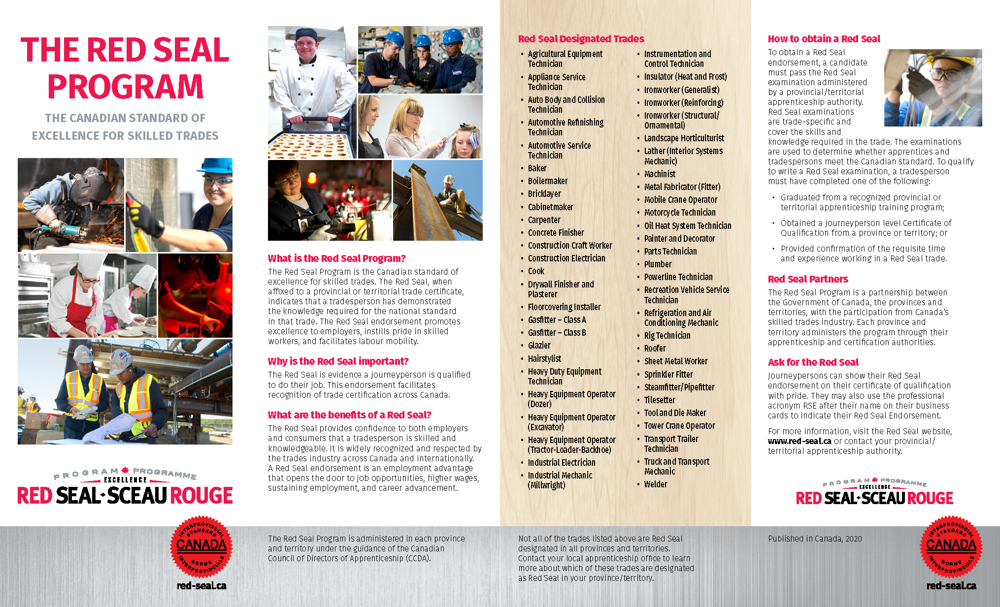 THE RED SEAL
PROGRAM
THE CANADIAN STANDARD OF
EXCELLENCE FOR SKILLED TRADES
PROGRAM PROGRAMME
EXCELLENCE
RED SEAL SCEAU ROUGE
INTERPROVINCIAL
STANDARD
CANADA
NORME
INTERPROVINCIALE
red-seal.ca
What is the Red Seal Program?
The Red Seal Program is the Canadian standard of
excellence for skilled trades. The Red Seal, when
affixed to a provincial or territorial trade certificate,
indicates that a tradesperson has demonstrated
the knowledge required for the national standard
in that trade. The Red Seal endorsement promotes
excellence to employers, instills pride in skilled
workers, and facilitates labour mobility.
Why is the Red Seal important?
The Red Seal is evidence a journeyperson is qualified
to do their job. This endorsement facilitates
recognition of trade certification across Canada.
What are the benefits of a Red Seal?
The Red Seal provides confidence to both employers
and consumers that a tradesperson is skilled and
knowledgeable. It is widely recognized and respected by
the trades industry across Canada and internationally.
A Red Seal endorsement is an employment advantage
that opens the door to job opportunities, higher wages,
sustaining employment, and career advancement.
The Red Seal Program is administered in each province
and territory under the guidance of the Canadian
Council of Directors of Apprenticeship (CCDA).
Red Seal Designated Trades
• Agricultural Equipment
Technician
• Appliance Service
Technician
• Auto Body and Collision
Technician
• Automotive Refinishing
Technician
• Automotive Service
Technician
• Baker
• Boilermaker
• Bricklayer
• Cabinetmaker
• Carpenter
• Concrete Finisher
• Construction Craft Worker
• Construction Electrician
• Cook
• Drywall Finisher and
Plasterer
• Floorcovering Installer
• Gasfitter – Class A
• Gasfitter – Class B
• Glazier
• Hairstylist
• Heavy Duty Equipment
Technician
• Heavy Equipment Operator
(Dozer)
• Heavy Equipment Operator
(Excavator)
• Heavy Equipment Operator
(Tractor-Loader-Backhoe)
• Industrial Electrician
• Industrial Mechanic
(Millwright)
• Instrumentation and
Control Technician
• Insulator (Heat and Frost)
• Ironworker (Generalist)
• Ironworker (Reinforcing)
• Ironworker (Structural/
Ornamental)
• Landscape Horticulturist
• Lather (Interior Systems
Mechanic)
• Machinist
• Metal Fabricator (Fitter)
• Mobile Crane Operator
• Motorcycle Technician
• Oil Heat System Technician
• Painter and Decorator
• Parts Technician
• Plumber
• Powerline Technician
• Recreation Vehicle Service
Technician
• Refrigeration and Air
Conditioning Mechanic
• Rig Technician
• Roofer
• Sheet Metal Worker
• Sprinkler Fitter
• Steamfitter/Pipefitter
• Tilesetter
• Tool and Die Maker
• Tower Crane Operator
• Transport Trailer
Technician
• Truck and Transport
Mechanic
• Welder
Not all of the trades listed above are Red Seal
designated in all provinces and territories.
Contact your local apprenticeship office to learn
more about which of these trades are designated
as Red Seal in your province/territory.
How to obtain a Red Seal
To obtain a Red Seal
endorsement, a candidate
must pass the Red Seal
examination administered
by a provincial/territorial
apprenticeship authority.
Red Seal examinations
are trade-specific and
cover the skills and
knowledge required in the trade. The examinations
are used to determine whether apprentices and
tradespersons meet the Canadian standard. To qualify
to write a Red Seal examination, a tradesperson
must have completed one of the following:
• Graduated from a recognized provincial or
territorial apprenticeship training program;
• Obtained a journeyperson level Certificate of
Qualification from a province or territory; or
• Provided confirmation of the requisite time
and experience working in a Red Seal trade.
Red Seal Partners
The Red Seal Program is a partnership between
the Government of Canada, the provinces and
territories, with the participation from Canada's
skilled trades industry. Each province and
territory administers the program through their
apprenticeship and certification authorities.
Ask for the Red Seal
Journeypersons can show their Red Seal
endorsement on their certificate of qualification
with pride. They may also use the professional
acronym RSE after their name on their business
cards to indicate their Red Seal Endorsement.
For more information, visit the Red Seal website,
www.red-seal.ca or contact your provincial/
territorial apprenticeship authority.
PROGRAM PROGRAMME
EXCELLENCE
RED SEAL SCEAU ROUGE
Published in Canada, 2020
INTERPROVINCIAL
STANDARD
CANADA
NORME
INTERPROVINCIALE
red-seal.ca